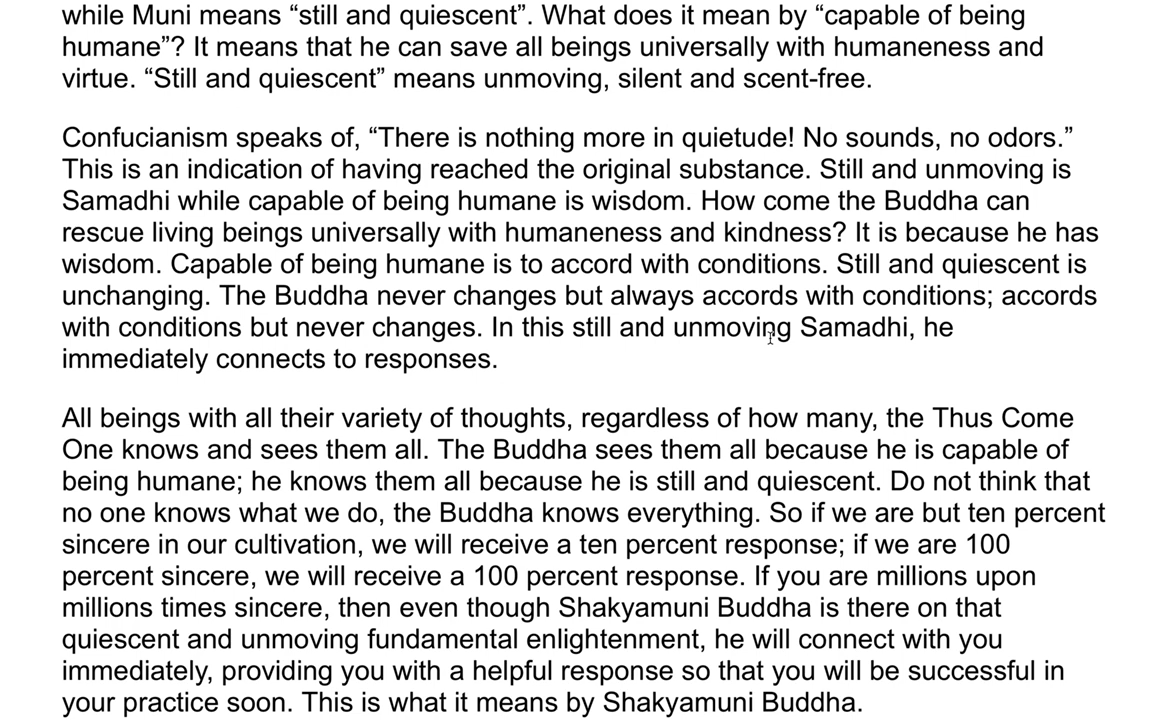 while Muni means “still and quiescent”. What does it mean by “capable of being
humane”? It means that he can save all beings universally with humaneness and
virtue. “Still and quiescent” means unmoving, silent and scent-free.
Confucianism speaks of, “There is nothing more in quietude! No sounds, no odors.”
This is an indication of having reached the original substance. Still and unmoving is
Samadhi while capable of being humane is wisdom. How come the Buddha can
rescue living beings universally with humaneness and kindness? It is because he has
wisdom. Capable of being humane is to accord with conditions. Still and quiescent is
unchanging. The Buddha never changes but always accords with conditions; accords
with conditions but never changes. In this still and unmoving Samadhi, he
immediately connects to responses.
All beings with all their variety of thoughts, regardless of how many, the Thus Come
One knows and sees them all. The Buddha sees them all because he is capable of
being humane; he knows them all because he is still and quiescent. Do not think that
no one knows what we do, the Buddha knows everything. So if we are but ten percent
sincere in our cultivation, we will receive a ten percent response; if we are 100
percent sincere, we will receive a 100 percent response. If you are millions upon
millions times sincere, then even though Shakyamuni Buddha is there on that
quiescent and unmoving fundamental enlightenment, he will connect with you
immediately, providing you with a helpful response so that you will be successful in
your practice soon. This is what it means by Shakyamuni Buddha.